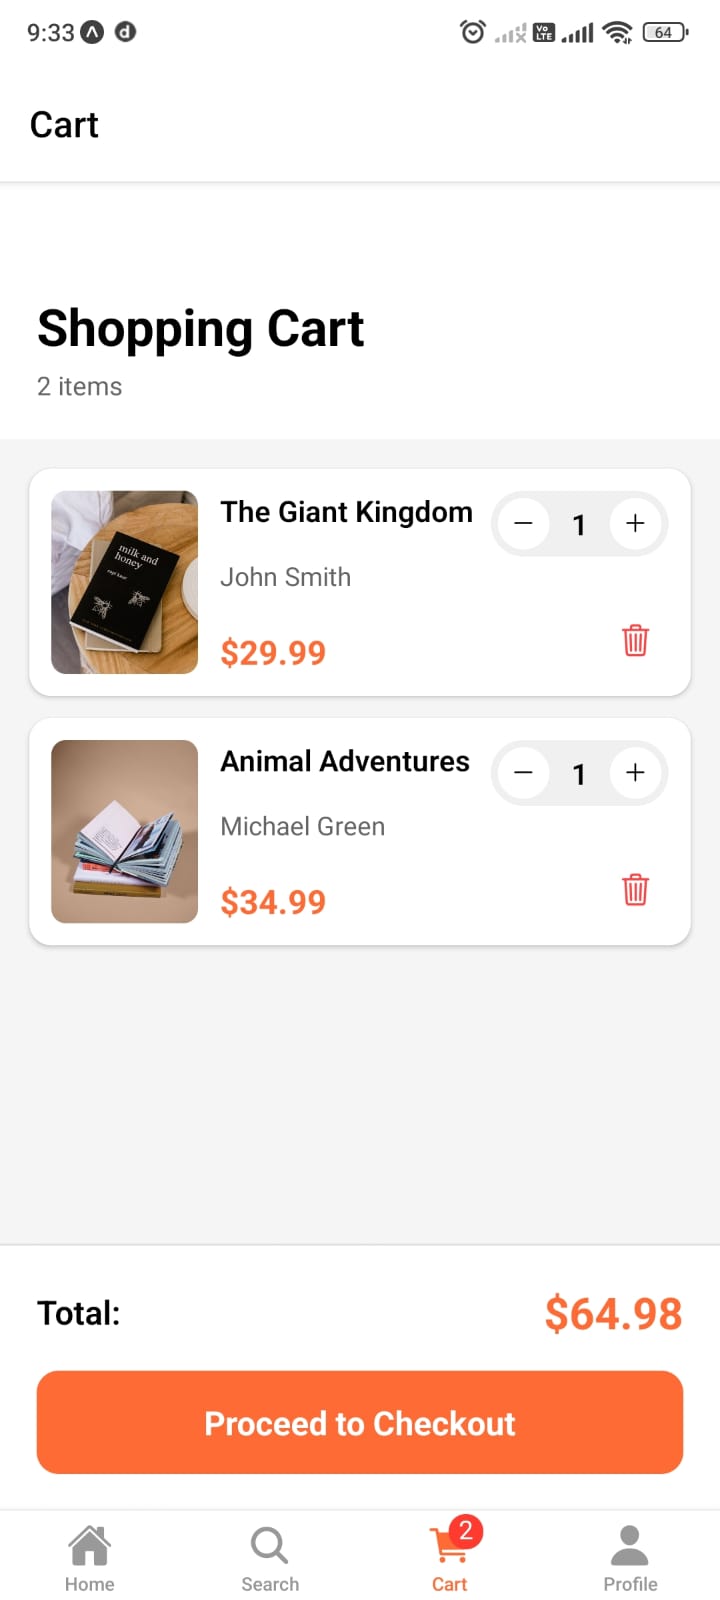 9:33
Vo
LTE
64
Cart
Shopping Cart
2 items
The Giant Kingdom
1
John Smith
$29.99
milk and
honey
rupi kaur
Animal Adventures
1
Michael Green
$34.99
Total:
$64.98
Proceed to Checkout
2
Home
Search
Cart
Profile